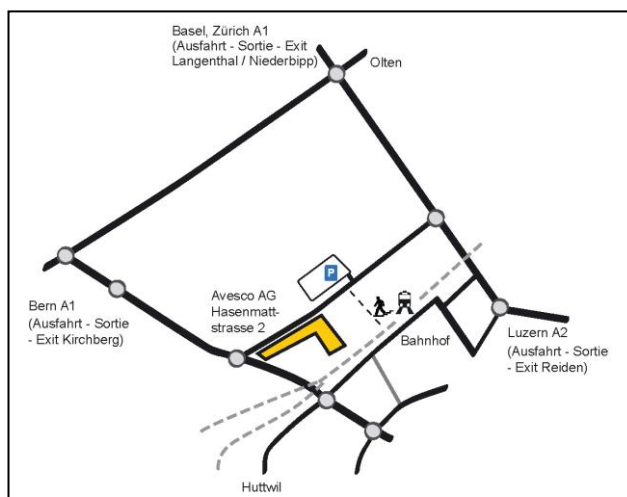 Basel, Zürich A1
(Ausfahrt - Sortie - Exit
Langenthal / Niederbipp)
Olten
P
Avesco AG
Hasenmatt-
strasse 2
Bern A1
(Ausfahrt - Sortie
- Exit Kirchberg)
Bahnhof
Luzern A2
(Ausfahrt - Sortie
- Exit Reiden)
Huttwil